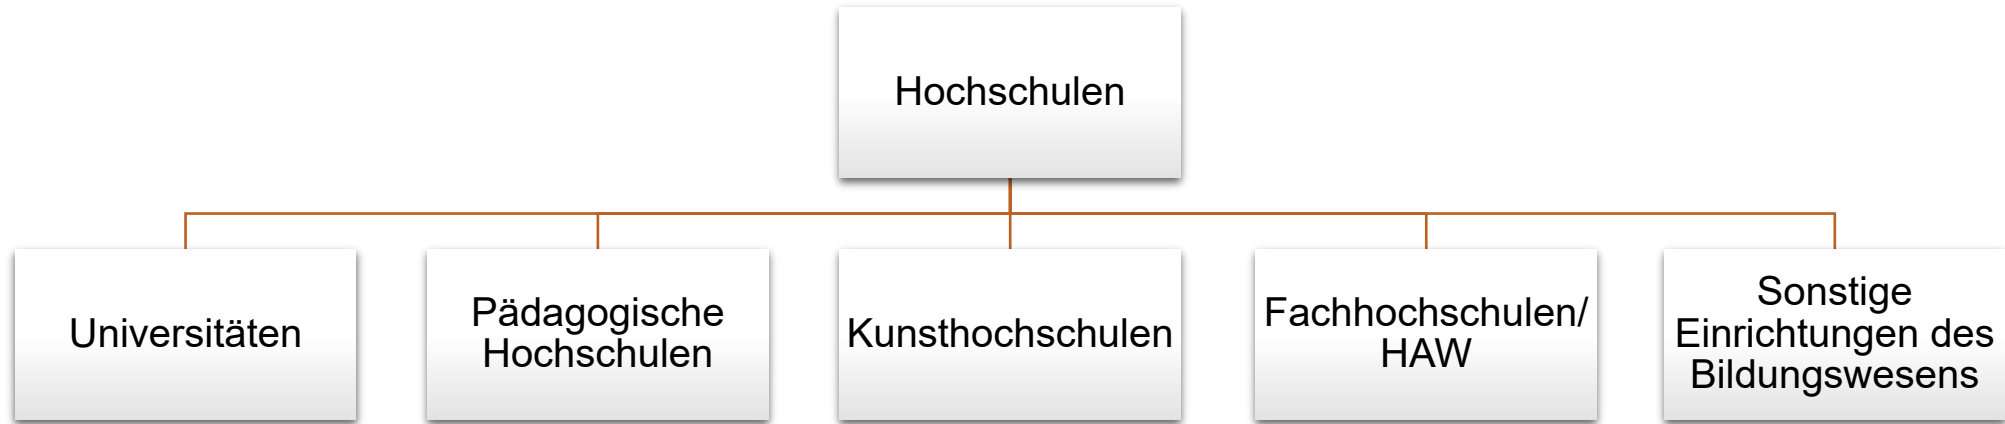 Hochschulen
Universitäten
Pädagogische
Hochschulen
Kunsthochschulen
Fachhochschulen/
HAW
Sonstige
Einrichtungen des
Bildungswesens